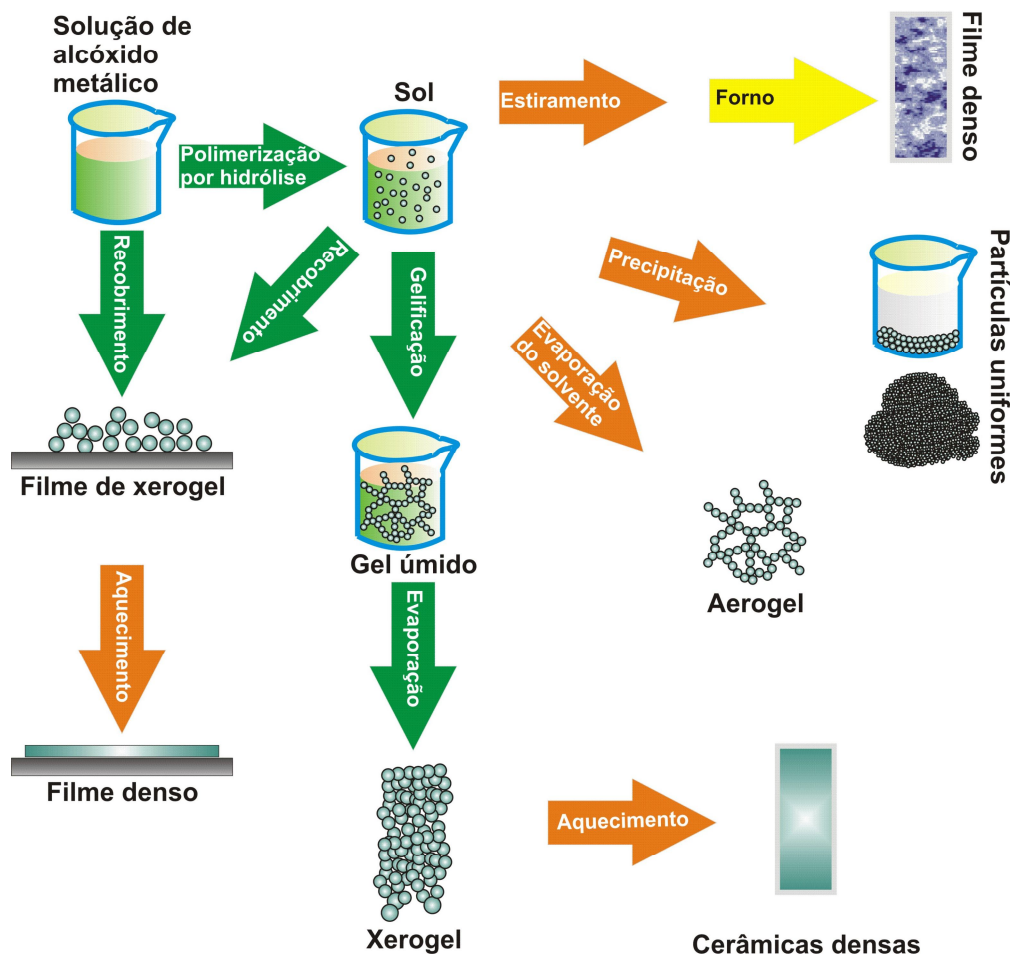 Solução de
alcóxido
metálico
Sol
Estiramento
Forno
Filme denso
Polimerização
por hidrólise
Recobrimento
Recobrimento
Gelificação
Precipitação
Evaporação
do solvente
Partículas uniformes
Filme de xerogel
Gel úmido
Aerogel
Aquecimento
Evaporação
Filme denso
Xerogel
Aquecimento
Cerâmicas densas